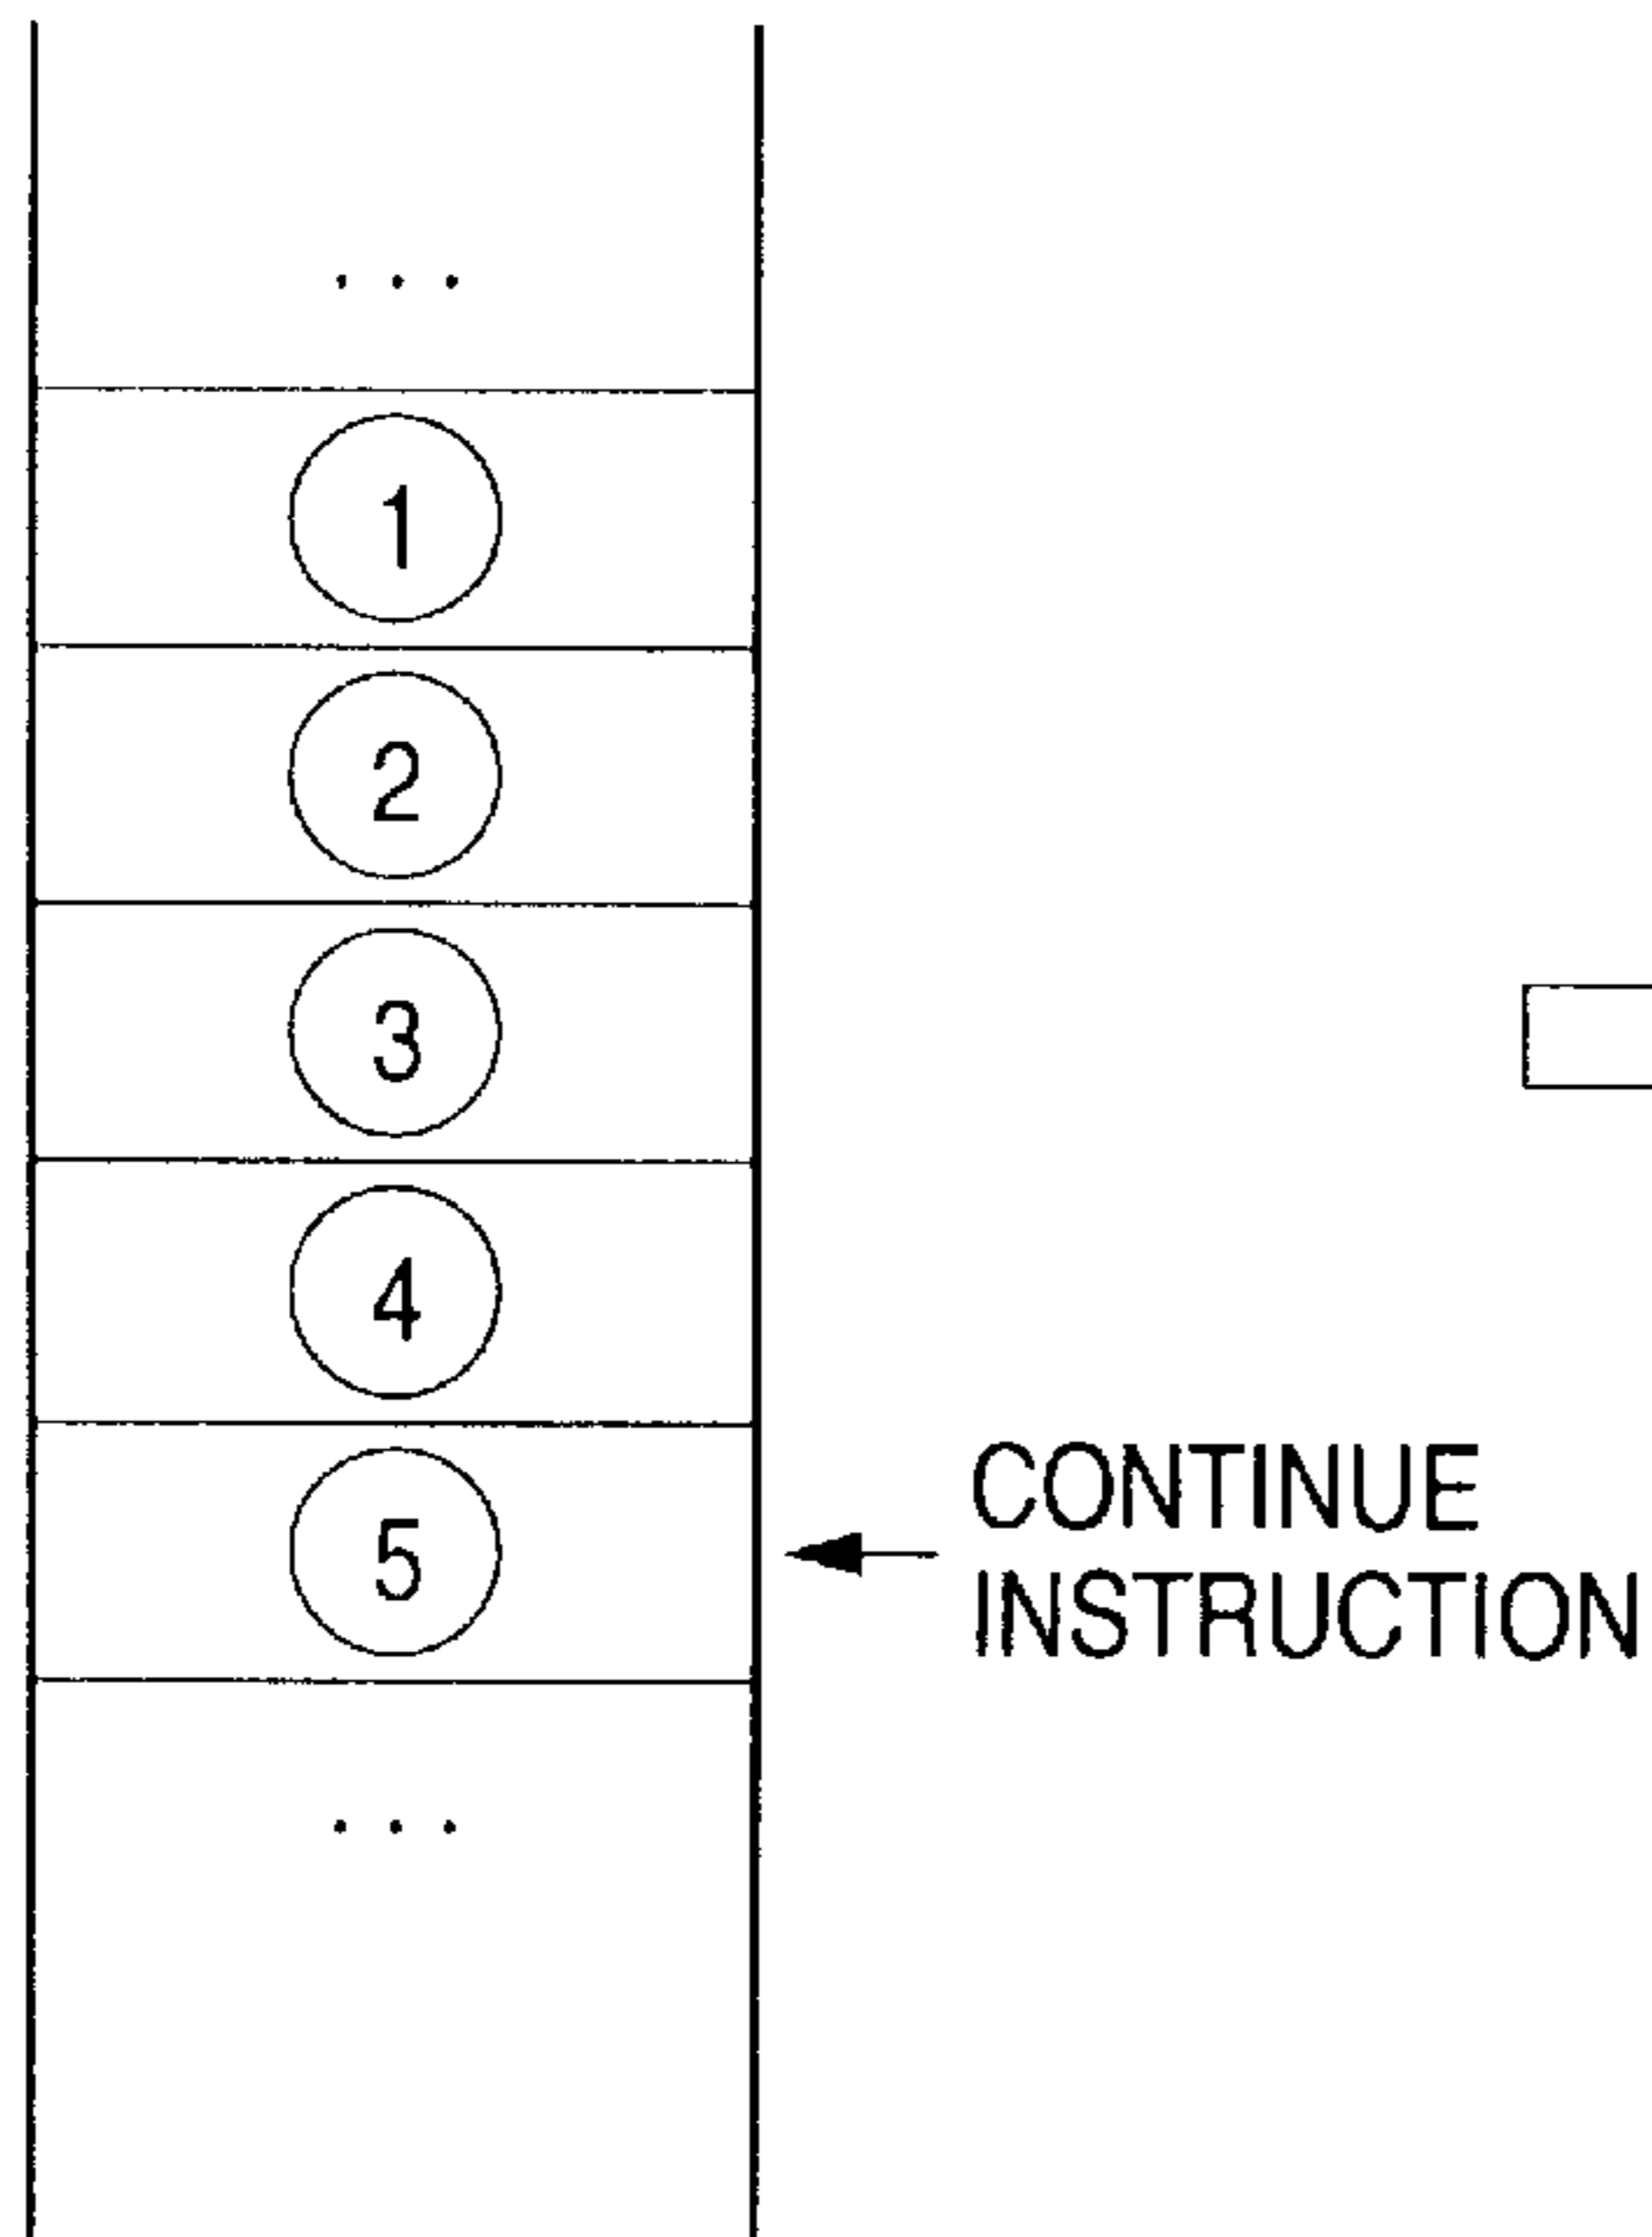 . . .
1
2
3
4
5
CONTINUE
INSTRUCTION
. . .